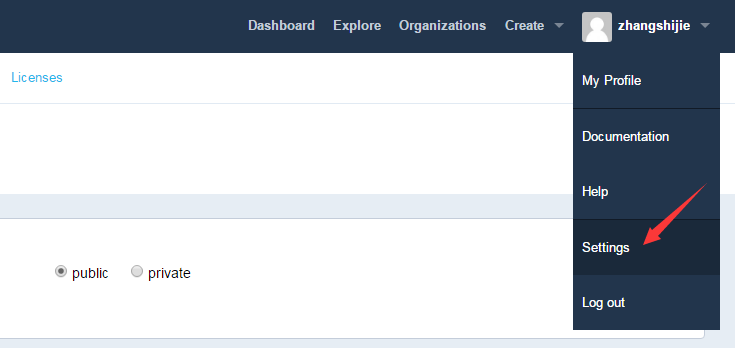 Dashboard Explore Organizations Create zhangshijie
Licenses
My Profile
Documentation
Help
Settings
Log out
public private